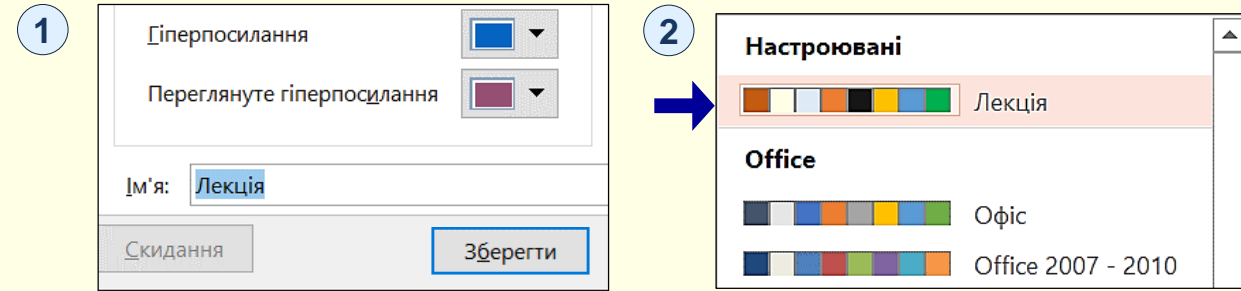 1
Гіперпосилання
Переглянуте гіперпосилання
Ім'я: Лекція
Скидання
Зберегти
2
Настроювані
Лекція
Office
Офіс
Office 2007 - 2010